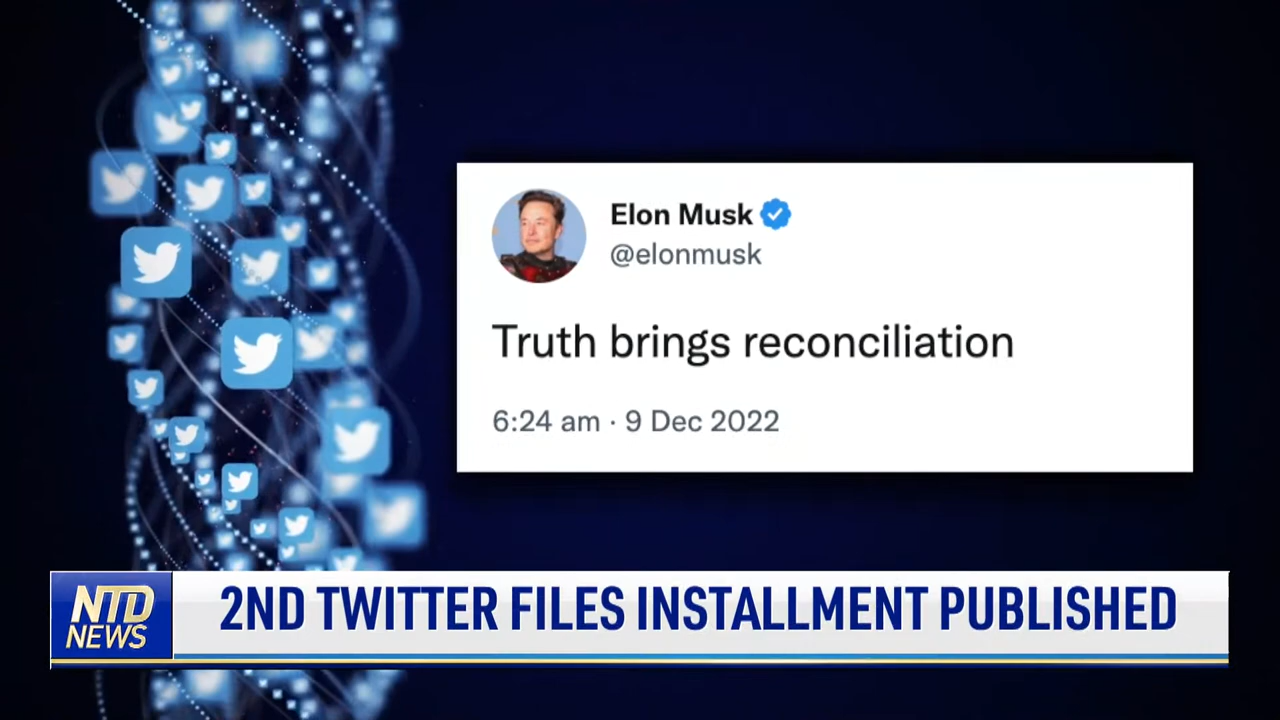 Elon Musk
@elonmusk
Truth brings reconciliation
6:24 am · 9 Dec 2022
NTD
NEWS
2ND TWITTER FILES INSTALLMENT PUBLISHED